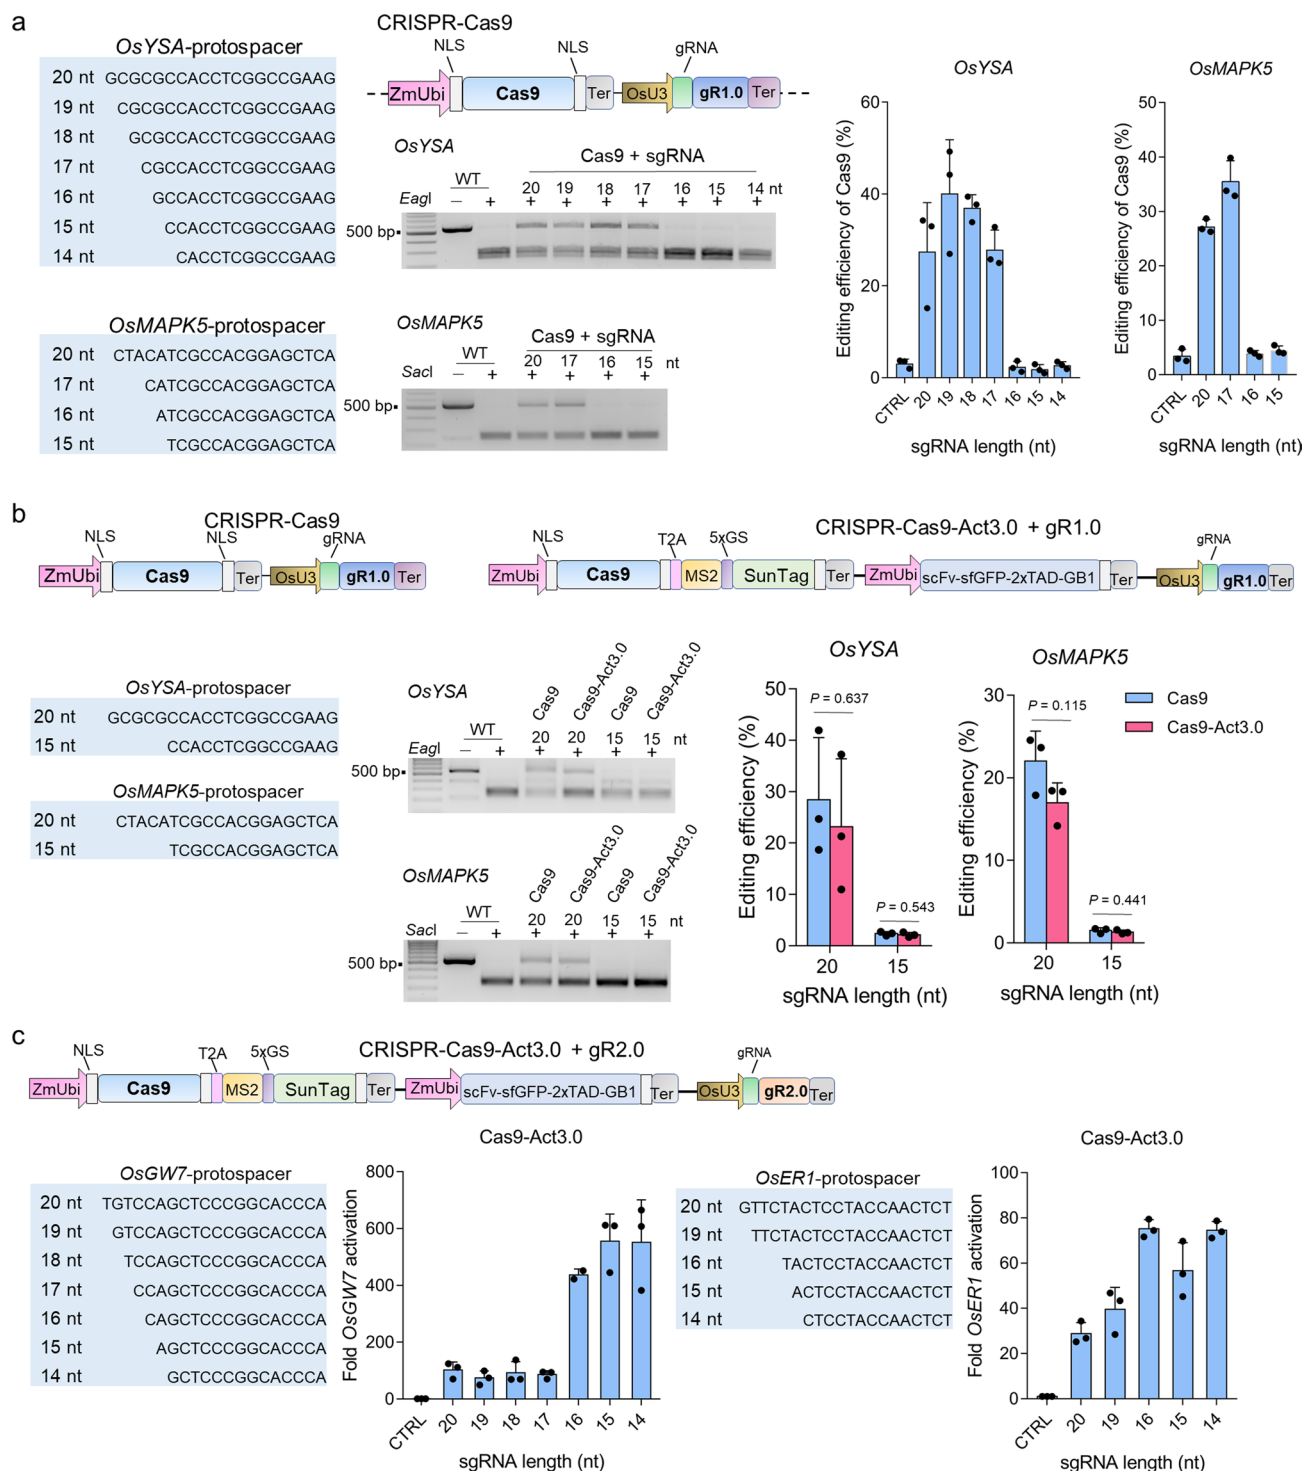 a
OsYSA-protospacer
20 nt GCGCGCCACCTCGGCCGAAG
19 nt CGCGCCACCTCGGCCGAAG
18 nt GCGCCACCTCGGCCGAAG
17 nt CGCCACCTCGGCCGAAG
16 nt GCCACCTCGGCCGAAG
15 nt CCACCTCGGCCGAAG
14 nt CACCTCGGCCGAAG
OsMAPK5-protospacer
20 nt CTACATCGCCACGGAGCTCA
17 nt CATCGCCACGGAGCTCA
16 nt ATCGCCACGGAGCTCA
15 nt TCGCCACGGAGCTCA
CRISPR-Cas9
NLS NLS gRNA
ZmUbi Cas9 Ter OsU3 gR1.0 Ter
OsYSA
Cas9 + sgRNA
WT 20 19 18 17 16 15 14 nt
EagI − + + + + + + + +
500 bp
OsMAPK5
Cas9 + sgRNA
WT 20 17 16 15 nt
SacI − + + + + +
500 bp
OsYSA
Editing efficiency of Cas9 (%)
60
40
20
0
CTRL 20 19 18 17 16 15 14
sgRNA length (nt)
OsMAPK5
Editing efficiency of Cas9 (%)
50
40
30
20
10
0
CTRL 20 17 16 15
sgRNA length (nt)
b
CRISPR-Cas9
NLS NLS gRNA
ZmUbi Cas9 Ter OsU3 gR1.0 Ter
CRISPR-Cas9-Act3.0 + gR1.0
NLS T2A 5xGS gRNA
ZmUbi Cas9 MS2 SunTag Ter ZmUbi scFv-sfGFP-2xTAD-GB1 Ter OsU3 gR1.0 Ter
OsYSA-protospacer
20 nt GCGCGCCACCTCGGCCGAAG
15 nt CCACCTCGGCCGAAG
OsMAPK5-protospacer
20 nt CTACATCGCCACGGAGCTCA
15 nt TCGCCACGGAGCTCA
OsYSA
Cas9 Cas9-Act3.0 Cas9 Cas9-Act3.0
WT 20 20 15 15 nt
EagI − + + + + +
500 bp
OsMAPK5
Cas9 Cas9-Act3.0 Cas9 Cas9-Act3.0
WT 20 20 15 15 nt
SacI − + + + + +
500 bp
OsYSA
Editing efficiency (%)
50
40
30
20
10
0
P = 0.637
P = 0.543
20 15
sgRNA length (nt)
OsMAPK5
Editing efficiency (%)
30
20
10
0
P = 0.115
P = 0.441
20 15
sgRNA length (nt)
Cas9
Cas9-Act3.0
c
CRISPR-Cas9-Act3.0 + gR2.0
NLS T2A 5xGS gRNA
ZmUbi Cas9 MS2 SunTag Ter ZmUbi scFv-sfGFP-2xTAD-GB1 Ter OsU3 gR2.0 Ter
OsGW7-protospacer
20 nt TGTCCAGCTCCCGGCACCCA
19 nt GTCCAGCTCCCGGCACCCA
18 nt TCCAGCTCCCGGCACCCA
17 nt CCAGCTCCCGGCACCCA
16 nt CAGCTCCCGGCACCCA
15 nt AGCTCCCGGCACCCA
14 nt GCTCCCGGCACCCA
Cas9-Act3.0
Fold OsGW7 activation
800
600
400
200
0
CTRL 20 19 18 17 16 15 14
sgRNA length (nt)
OsER1-protospacer
20 nt GTTCTACTCCTACCAACTCT
19 nt TTCTACTCCTACCAACTCT
16 nt TACTCCTACCAACTCT
15 nt ACTCCTACCAACTCT
14 nt CTCCTACCAACTCT
Cas9-Act3.0
Fold OsER1 activation
100
80
60
40
20
0
CTRL 20 19 16 15 14
sgRNA length (nt)